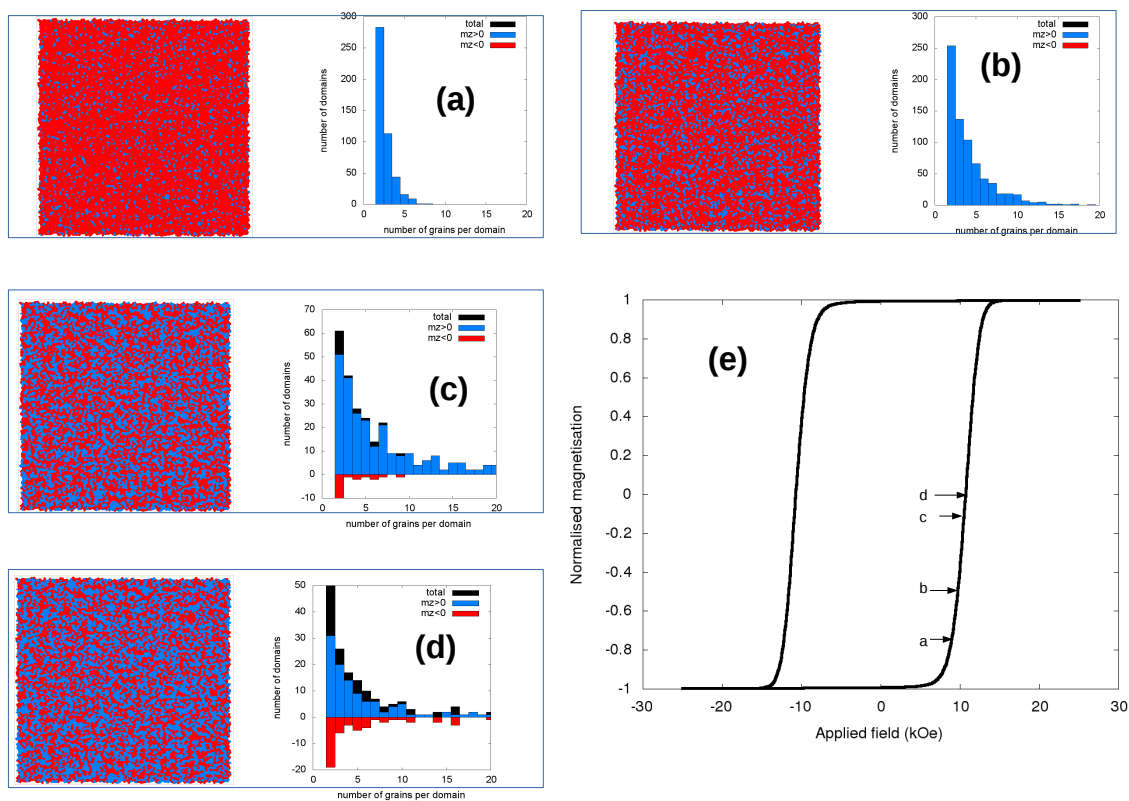 total
mz>0
mz<0
(a)
number of domains
300
250
200
150
100
50
0
0 5 10 15 20
number of grains per domain
total
mz>0
mz<0
(b)
number of domains
300
250
200
150
100
50
0
0 5 10 15 20
number of grains per domain
total
mz>0
mz<0
(c)
number of domains
70
60
50
40
30
20
10
0
-10
0 5 10 15 20
number of grains per domain
total
mz>0
mz<0
(d)
number of domains
50
40
30
20
10
0
-10
-20
0 5 10 15 20
number of grains per domain
(e)
Normalised magnetisation
1
0.8
0.6
0.4
0.2
0
-0.2
-0.4
-0.6
-0.8
-1
d
c
b
a
-30 -20 -10 0 10 20 30
Applied field (kOe)